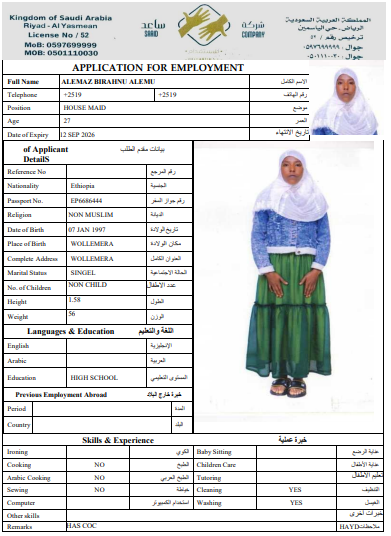 Kingdom of Saudi Arabia
Riyad - Al Yesmean
License No / 52
MoB: 0597699999
MOB: 0501110030
ساعد
SAAID
شركة
COMPANY
المملكة العربية السعودية
الرياض ـ حي الياسمين
ترخيص رقم / ٥٢
جوال: ٠٥٩٧٦٩٩٩٩٩
جوال: ٠٥٠١١١٠٠٣٠
APPLICATION FOR EMPLOYMENT
Full Name ALEMAZ BIRAHNU ALEMU الاسم الكامل
Telephone +2519 +2519 رقم الهاتف
Position HOUSE MAID موضع
Age 27 العمر
Date of Expiry 12 SEP 2026 تاريخ الانتهاء
of Applicant بيانات مقدم الطلب
DetailS
Reference No رقم المرجع
Nationality Ethiopia الجنسية
Passport No. EP6686444 رقم جواز السفر
Religion NON MUSLIM الديانة
Date of Birth 07 JAN 1997 تاريخ الولادة
Place of Birth WOLLEMERA مكان الولادة
Complete Address WOLLEMERA العنوان الكامل
Marital Status SINGEL الحالة الاجتماعية
No. of Children NON CHILD عدد الاطفال
Height 1.58 الطول
Weight 56 الوزن
Languages & Education اللغة والتعليم
English الإنجليزية
Arabic العربية
Education HIGH SCHOOL المستوى التعليمي
Previous Employment Abroad خبرة خارج البلاد
Period المدة
Country البلد
Skills & Experience خبرة عملية
Ironing الكوي Baby Sitting عناية الرضع
Cooking NO الطبخ Children Care عناية الأطفال
Arabic Cooking NO الطبخ العربي Tutoring تعليم الأطفال
Sewing NO خياطة Cleaning YES التنظيف
Computer استخدام الكمبيوتر Washing YES الغسيل
Other skills خبرات أخرى
Remarks HAS COC HAYD ملاحظات